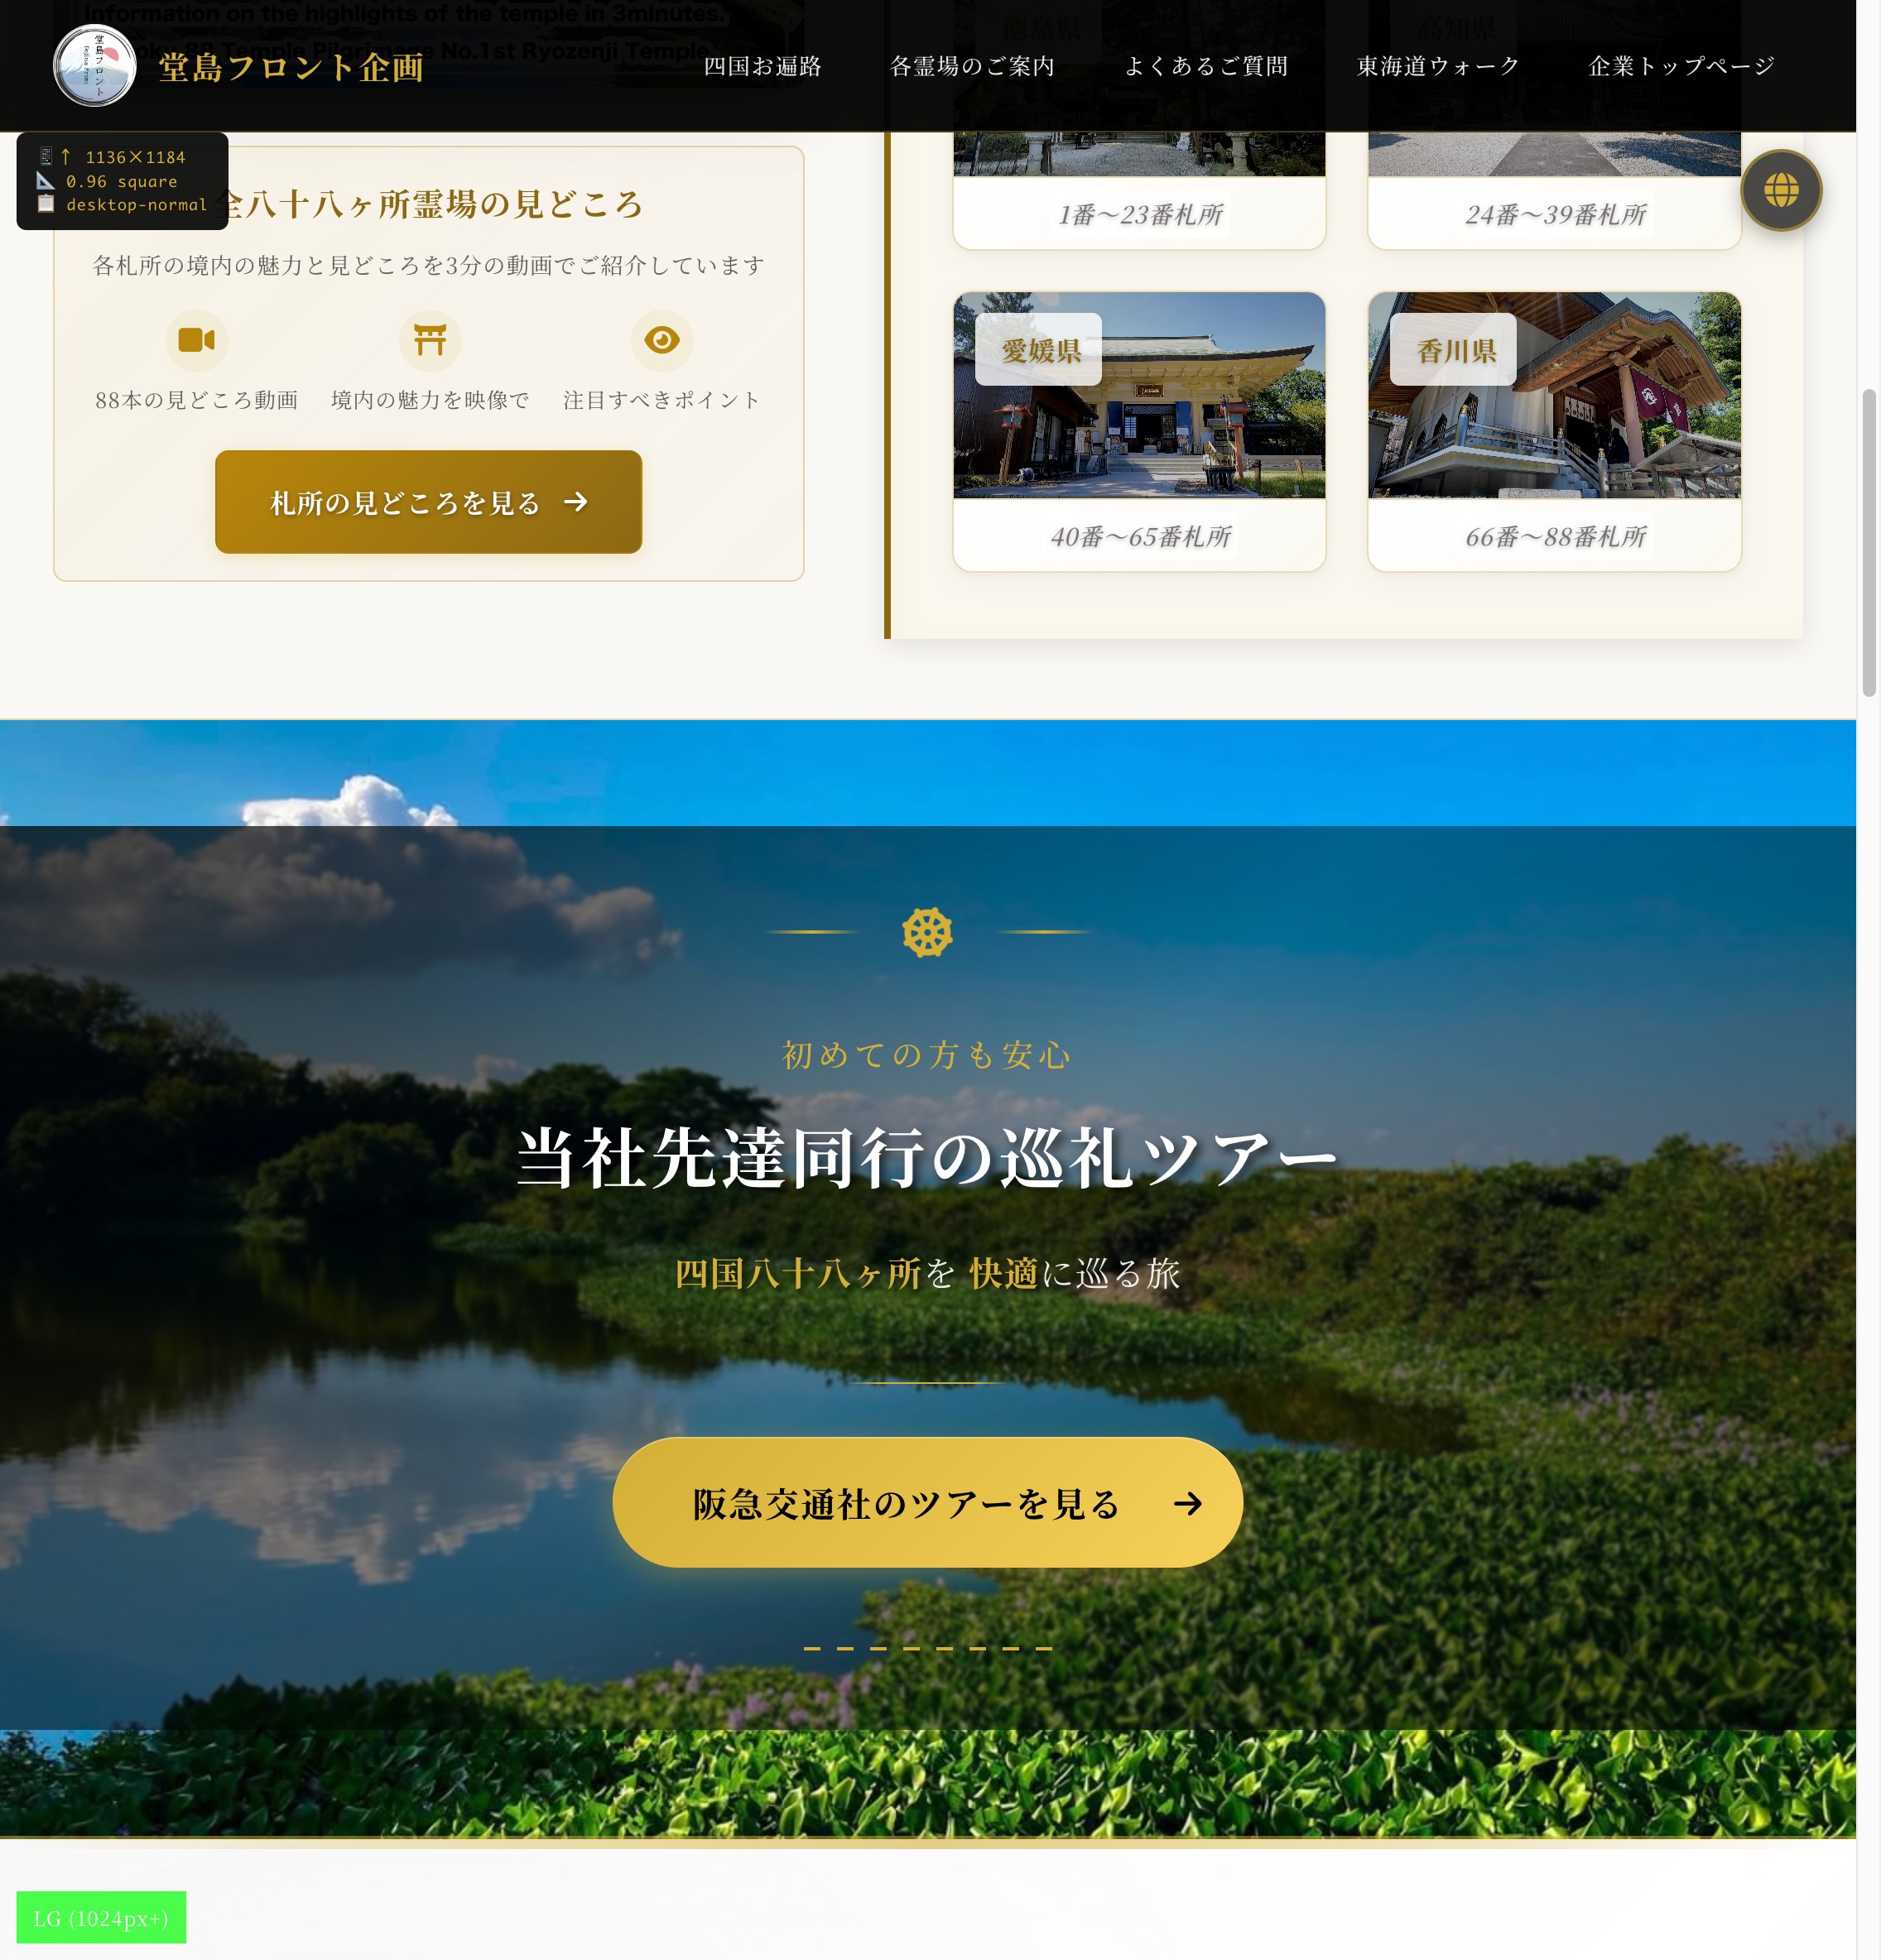 Information on the highlights of the temple in 3minutes.
88 Temple Pilgrimage No.1st Ryozenji Temple
堂島フロント
堂島フロント企画
四国お遍路
各霊場のご案内
よくあるご質問
東海道ウォーク
企業トップページ
徳島県
高知県
↑ 1136×1184
0.96 square
desktop-normal
全八十八ヶ所霊場の見どころ
各札所の境内の魅力と見どころを3分の動画でご紹介しています
88本の見どころ動画
境内の魅力を映像で
注目すべきポイント
札所の見どころを見る →
1番〜23番札所
24番〜39番札所
愛媛県
香川県
40番〜65番札所
66番〜88番札所
初めての方も安心
当社先達同行の巡礼ツアー
四国八十八ヶ所を 快適に巡る旅
阪急交通社のツアーを見る →
LG (1024px+)